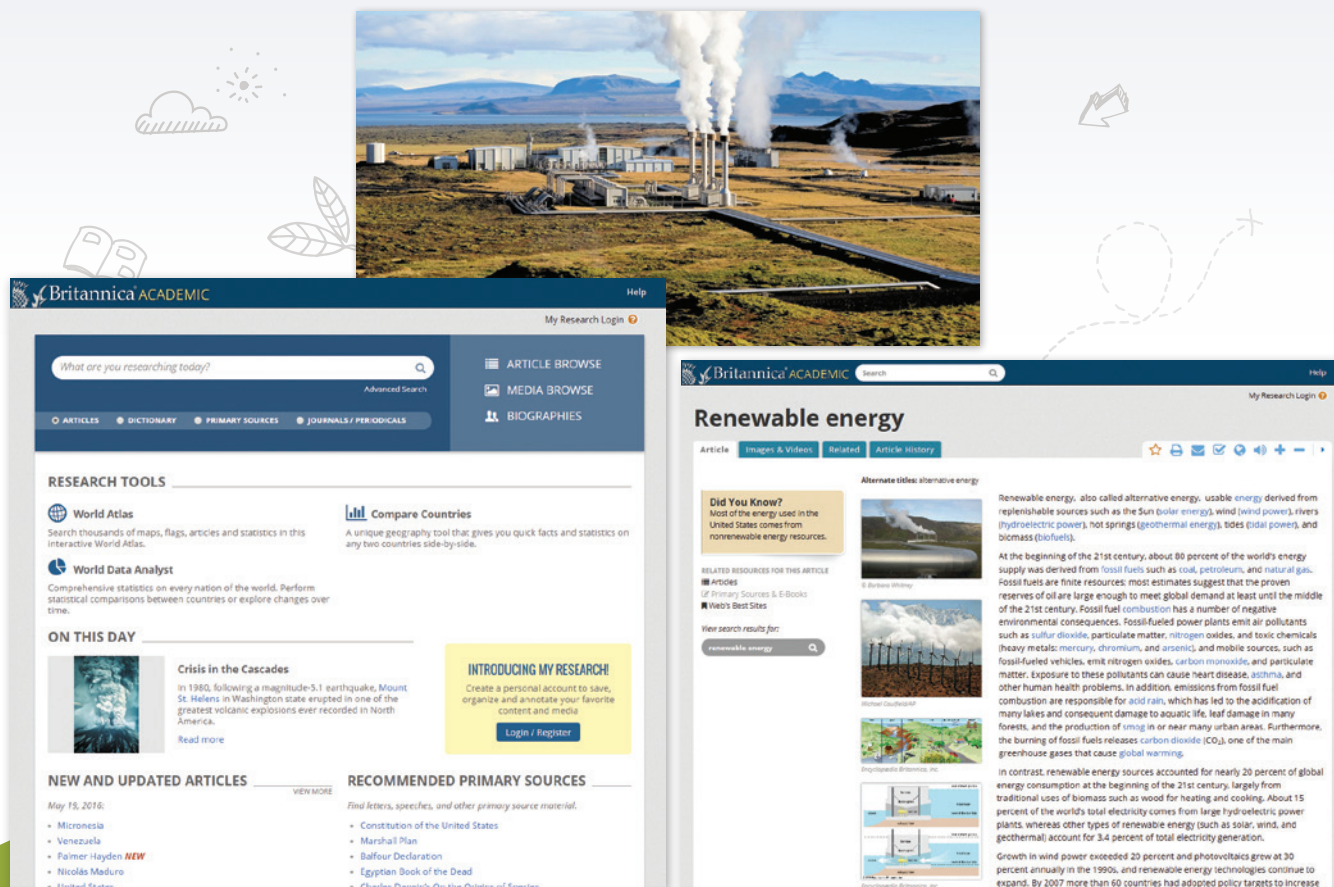 Britannica ACADEMIC
Help
My Research Login
What are you researching today?
Advanced Search
ARTICLES
DICTIONARY
PRIMARY SOURCES
JOURNALS / PERIODICALS
ARTICLE BROWSE
MEDIA BROWSE
BIOGRAPHIES
RESEARCH TOOLS
World Atlas
Search thousands of maps, flags, articles and statistics in this
interactive World Atlas.
Compare Countries
A unique geography tool that gives you quick facts and statistics on
any two countries side-by-side.
World Data Analyst
Comprehensive statistics on every nation of the world. Perform
statistical comparisons between countries or explore changes over
time.
ON THIS DAY
Crisis in the Cascades
In 1980, following a magnitude-5.1 earthquake, Mount
St. Helens in Washington state erupted in one of the
greatest volcanic explosions ever recorded in North
America.
Read more
INTRODUCING MY RESEARCH!
Create a personal account to save,
organize and annotate your favorite
content and media
Login / Register
NEW AND UPDATED ARTICLES
VIEW MORE
May 19, 2016:
Micronesia
Venezuela
Palmer Hayden NEW
Nicolás Maduro
United States
RECOMMENDED PRIMARY SOURCES
Find letters, speeches, and other primary source material.
Constitution of the United States
Marshall Plan
Balfour Declaration
Egyptian Book of the Dead
Charles Darwin's On the Origin of Species
Britannica ACADEMIC
Search
Help
My Research Login
Renewable energy
Article
Images & Videos
Related
Article History
Did You Know?
Most of the energy used in the
United States comes from
nonrenewable energy resources.
RELATED RESOURCES FOR THIS ARTICLE
Articles
Primary Sources & E-Books
Web's Best Sites
View search results for:
renewable energy
Alternate titles: alternative energy
© Barbara Whitney
Michael Caulfield/AP
Encyclopædia Britannica, Inc.
Encyclopædia Britannica, Inc.
Renewable energy, also called alternative energy, usable energy derived from
replenishable sources such as the Sun (solar energy), wind (wind power), rivers
(hydroelectric power), hot springs (geothermal energy), tides (tidal power), and
biomass (biofuels).
At the beginning of the 21st century, about 80 percent of the world's energy
supply was derived from fossil fuels such as coal, petroleum, and natural gas.
Fossil fuels are finite resources; most estimates suggest that the proven
reserves of oil are large enough to meet global demand at least until the middle
of the 21st century. Fossil fuel combustion has a number of negative
environmental consequences. Fossil-fueled power plants emit air pollutants
such as sulfur dioxide, particulate matter, nitrogen oxides, and toxic chemicals
(heavy metals: mercury, chromium, and arsenic), and mobile sources, such as
fossil-fueled vehicles, emit nitrogen oxides, carbon monoxide, and particulate
matter. Exposure to these pollutants can cause heart disease, asthma, and
other human health problems. In addition, emissions from fossil fuel
combustion are responsible for acid rain, which has led to the acidification of
many lakes and consequent damage to aquatic life, leaf damage in many
forests, and the production of smog in or near many urban areas. Furthermore,
the burning of fossil fuels releases carbon dioxide (CO₂), one of the main
greenhouse gases that cause global warming.
In contrast, renewable energy sources accounted for nearly 20 percent of global
energy consumption at the beginning of the 21st century, largely from
traditional uses of biomass such as wood for heating and cooking. About 15
percent of the world's total electricity comes from large hydroelectric power
plants, whereas other types of renewable energy (such as solar, wind, and
geothermal) account for 3.4 percent of total electricity generation.
Growth in wind power exceeded 20 percent and photovoltaics grew at 30
percent annually in the 1990s, and renewable energy technologies continue to
expand. By 2007 more than 60 countries had adopted policy targets to increase